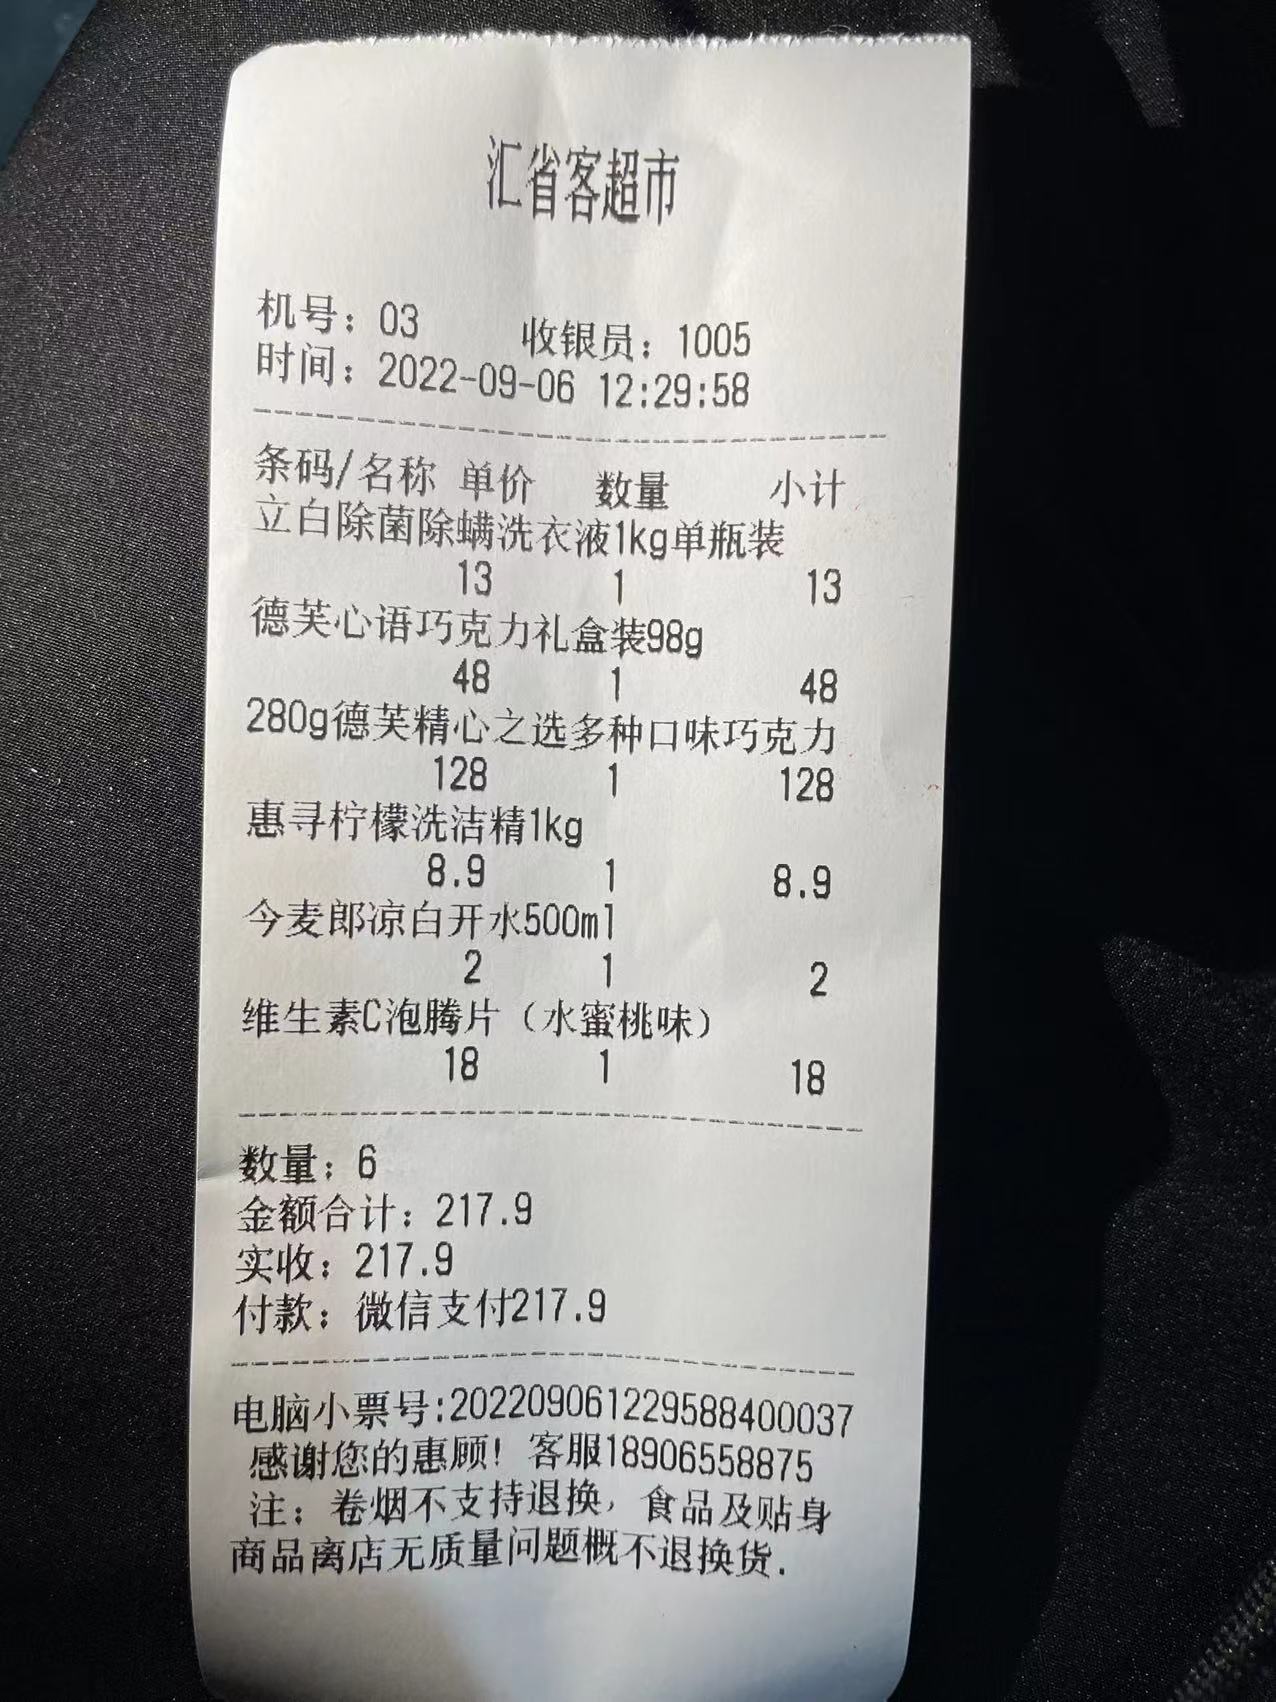 汇省客超市
机号：03 收银员：1005
时间：2022-09-06 12:29:58
条码/名称 单价 数量 小计
立白除菌除螨洗衣液1kg单瓶装
13 1 13
德芙心语巧克力礼盒装98g
48 1 48
280g德芙精心之选多种口味巧克力
128 1 128
惠寻柠檬洗洁精1kg
8.9 1 8.9
今麦郎凉白开水500ml
2 1 2
维生素C泡腾片（水蜜桃味）
18 1 18
数量：6
金额合计：217.9
实收：217.9
付款：微信支付217.9
电脑小票号:202209061229588400037
感谢您的惠顾！客服18906558875
注：卷烟不支持退换，食品及贴身
商品离店无质量问题概不退换货.